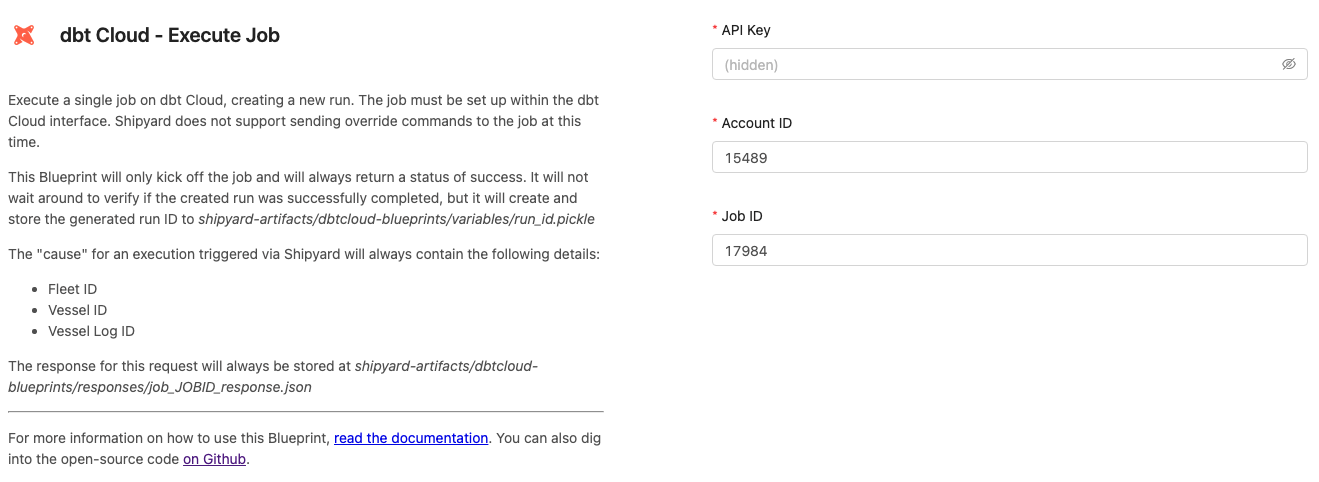 dbt Cloud - Execute Job
Execute a single job on dbt Cloud, creating a new run. The job must be set up within the dbt
Cloud interface. Shipyard does not support sending override commands to the job at this
time.
This Blueprint will only kick off the job and will always return a status of success. It will not
wait around to verify if the created run was successfully completed, but it will create and
store the generated run ID to shipyard-artifacts/dbtcloud-blueprints/variables/run_id.pickle
The "cause" for an execution triggered via Shipyard will always contain the following details:
• Fleet ID
• Vessel ID
• Vessel Log ID
The response for this request will always be stored at shipyard-artifacts/dbtcloud-
blueprints/responses/job_JOBID_response.json
For more information on how to use this Blueprint, read the documentation. You can also dig
into the open-source code on Github.
* API Key
(hidden)
* Account ID
15489
* Job ID
17984